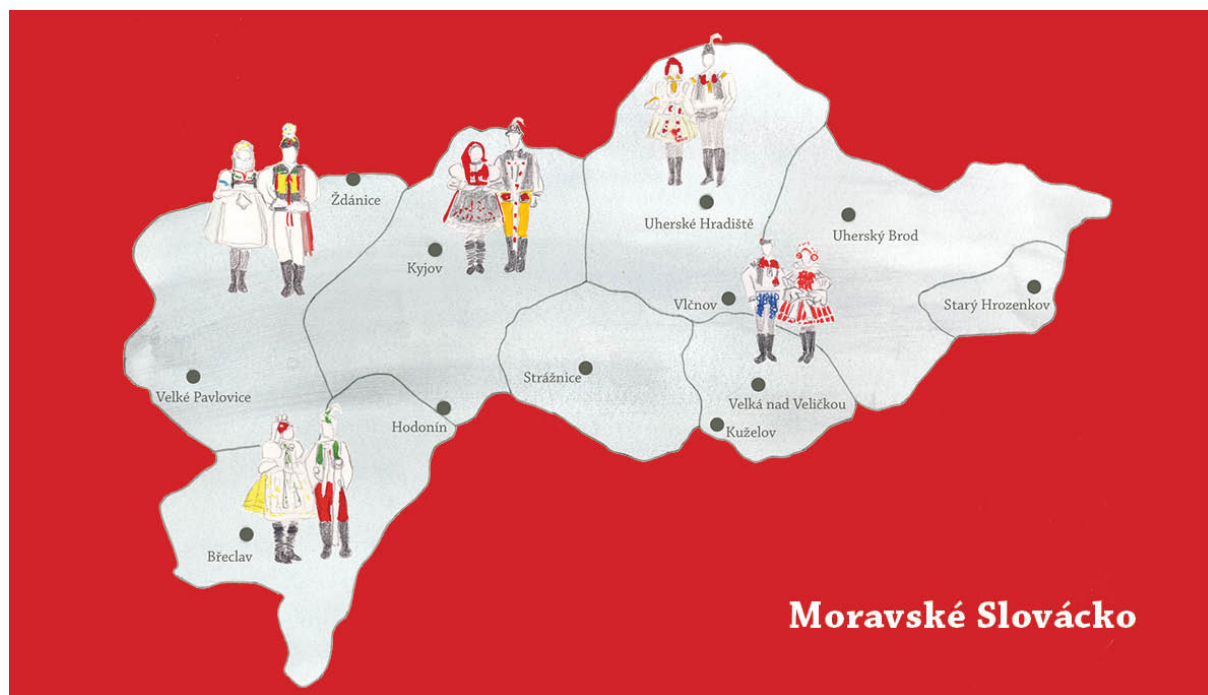 Ždánice
Uherské Hradiště
Uherský Brod
Kyjov
Vlčnov
Starý Hrozenkov
Strážnice
Velké Pavlovice
Velká nad Veličkou
Hodonín
Kuželov
Břeclav
Moravské Slovácko